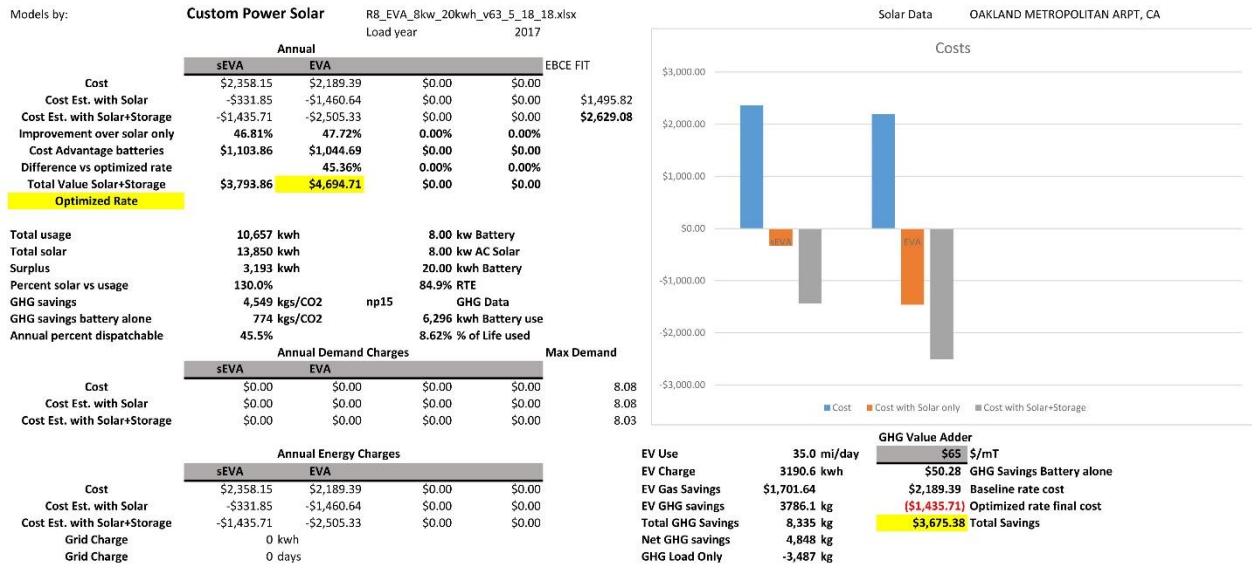 Models by: Custom Power Solar R8_EVA_8kw_20kwh_v63_5_18_18.xlsx Solar Data OAKLAND METROPOLITAN ARPT, CA
Load year 2017
Annual
sEVA EVA EBCE FIT
Cost $2,358.15 $2,189.39 $0.00 $0.00
Cost Est. with Solar -$331.85 -$1,460.64 $0.00 $0.00 $1,495.82
Cost Est. with Solar+Storage -$1,435.71 -$2,505.33 $0.00 $0.00 $2,629.08
Improvement over solar only 46.81% 47.72% 0.00% 0.00%
Cost Advantage batteries $1,103.86 $1,044.69 $0.00 $0.00
Difference vs optimized rate 45.36% 0.00% 0.00%
Total Value Solar+Storage $3,793.86 $4,694.71 $0.00 $0.00
Optimized Rate
Total usage 10,657 kwh 8.00 kw Battery
Total solar 13,850 kwh 8.00 kw AC Solar
Surplus 3,193 kwh 20.00 kwh Battery
Percent solar vs usage 130.0% 84.9% RTE
GHG savings 4,549 kgs/CO2 np15 GHG Data
GHG savings battery alone 774 kgs/CO2 6,296 kwh Battery use
Annual percent dispatchable 45.5% 8.62% % of Life used
Annual Demand Charges Max Demand
sEVA EVA
Cost $0.00 $0.00 $0.00 $0.00 8.08
Cost Est. with Solar $0.00 $0.00 $0.00 $0.00 8.08
Cost Est. with Solar+Storage $0.00 $0.00 $0.00 $0.00 8.03
Annual Energy Charges
sEVA EVA
Cost $2,358.15 $2,189.39 $0.00 $0.00
Cost Est. with Solar -$331.85 -$1,460.64 $0.00 $0.00
Cost Est. with Solar+Storage -$1,435.71 -$2,505.33 $0.00 $0.00
Grid Charge 0 kwh
Grid Charge 0 days
Costs
$3,000.00
$2,000.00
$1,000.00
$0.00
sEVA EVA
-$1,000.00
-$2,000.00
-$3,000.00
Cost Cost with Solar only Cost with Solar+Storage
GHG Value Adder
EV Use 35.0 mi/day $65 $/mT
EV Charge 3190.6 kwh $50.28 GHG Savings Battery alone
EV Gas Savings $1,701.64 $2,189.39 Baseline rate cost
EV GHG savings 3786.1 kg ($1,435.71) Optimized rate final cost
Total GHG Savings 8,335 kg $3,675.38 Total Savings
Net GHG savings 4,848 kg
GHG Load Only -3,487 kg